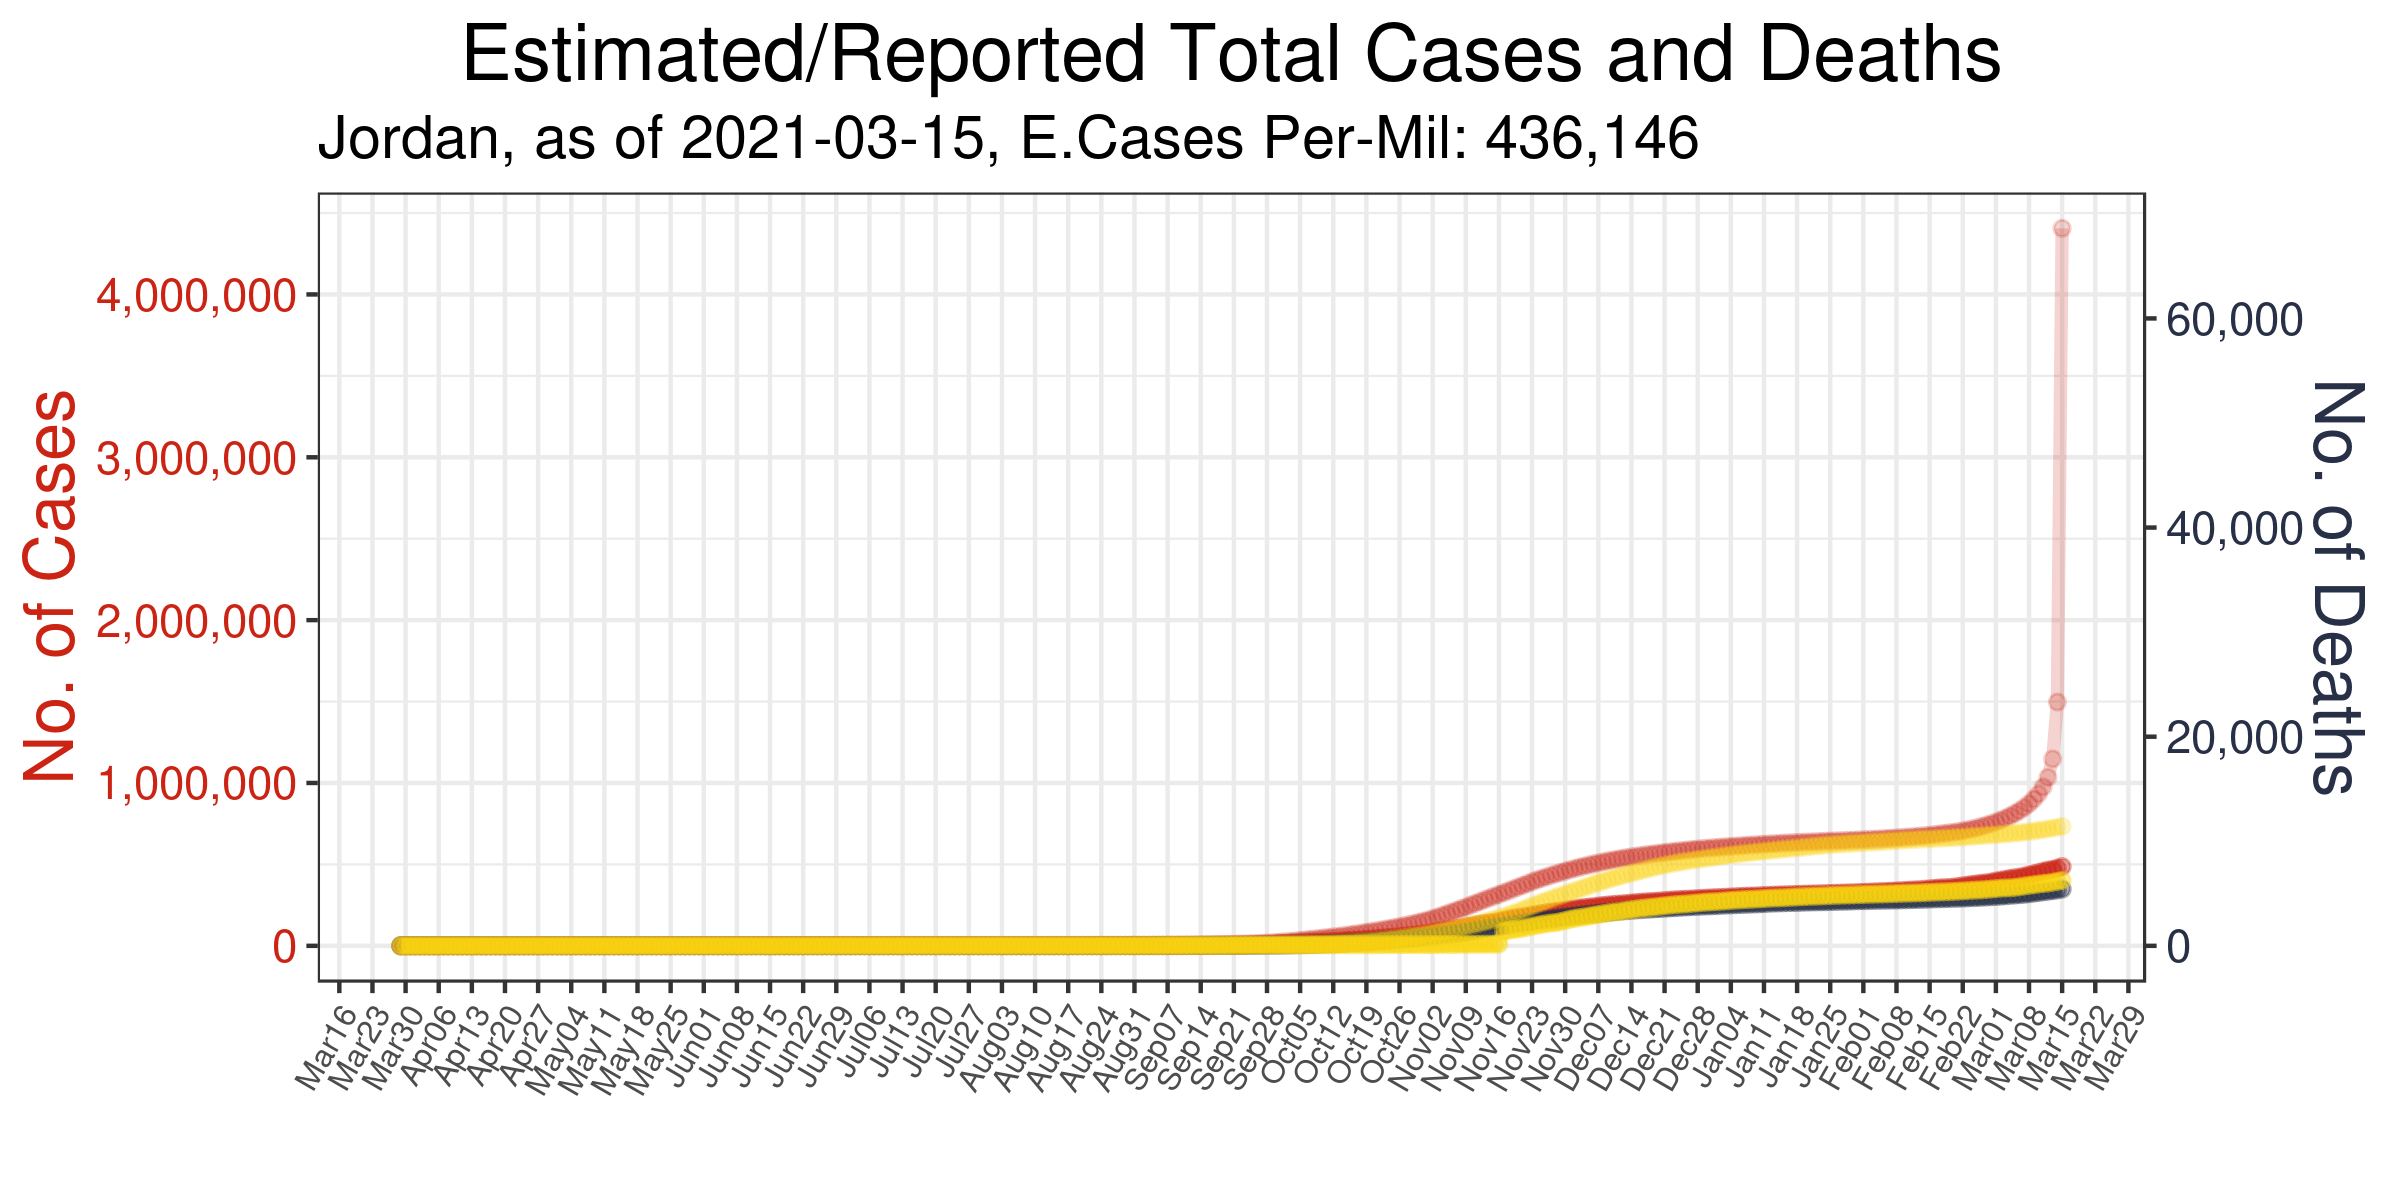 Estimated/Reported Total Cases and Deaths
Jordan, as of 2021-03-15, E.Cases Per-Mil: 436,146
No. of Cases
4,000,000
3,000,000
2,000,000
1,000,000
0
60,000
40,000
20,000
0
No. of Deaths
Mar16
Mar23
Mar30
Apr06
Apr13
Apr20
Apr27
May04
May11
May18
May25
Jun01
Jun08
Jun15
Jun22
Jun29
Jul06
Jul13
Jul20
Jul27
Aug03
Aug10
Aug17
Aug24
Aug31
Sep07
Sep14
Sep21
Sep28
Oct05
Oct12
Oct19
Oct26
Nov02
Nov09
Nov16
Nov23
Nov30
Dec07
Dec14
Dec21
Dec28
Jan04
Jan11
Jan18
Jan25
Feb01
Feb08
Feb15
Feb22
Mar01
Mar08
Mar15
Mar22
Mar29